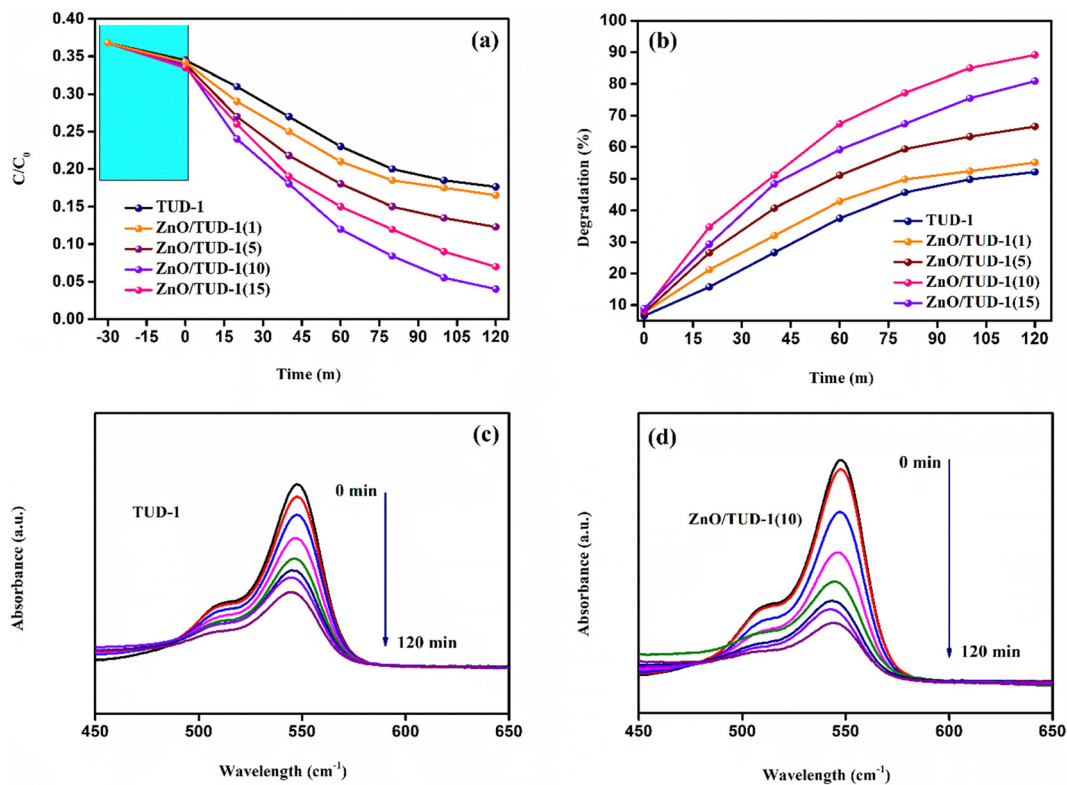 (a)
C/C0
0.40
0.35
0.30
0.25
0.20
0.15
0.10
0.05
0.00
TUD-1
ZnO/TUD-1(1)
ZnO/TUD-1(5)
ZnO/TUD-1(10)
ZnO/TUD-1(15)
-30 -15 0 15 30 45 60 75 90 105 120
Time (m)
(b)
Degradation (%)
100
90
80
70
60
50
40
30
20
10
TUD-1
ZnO/TUD-1(1)
ZnO/TUD-1(5)
ZnO/TUD-1(10)
ZnO/TUD-1(15)
0 15 30 45 60 75 90 105 120
Time (m)
(c)
Absorbance (a.u.)
TUD-1
0 min
120 min
450 500 550 600 650
Wavelength (cm⁻¹)
(d)
Absorbance (a.u.)
ZnO/TUD-1(10)
0 min
120 min
450 500 550 600 650
Wavelength (cm⁻¹)